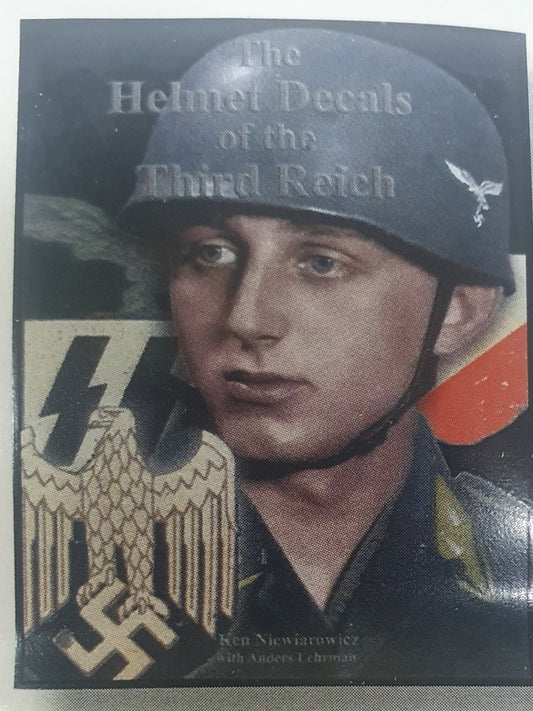 The
Helmet Decals
of the
Third Reich
Ken Niewiarowicz
with Anders Lehrman